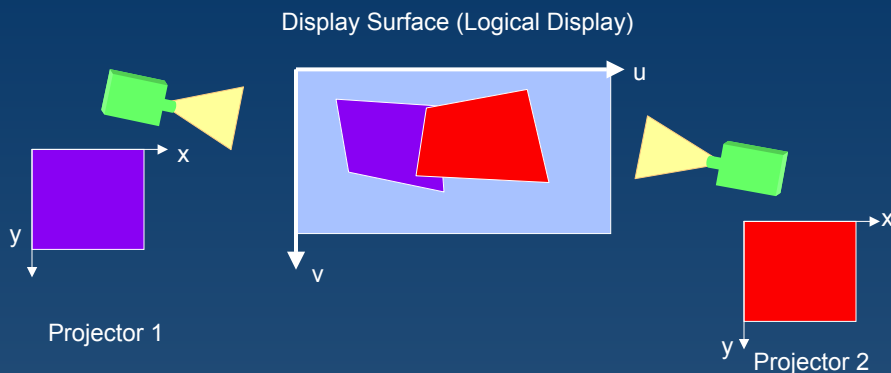 Display Surface (Logical Display)
u
x
y
v
Projector 1
x
y
Projector 2